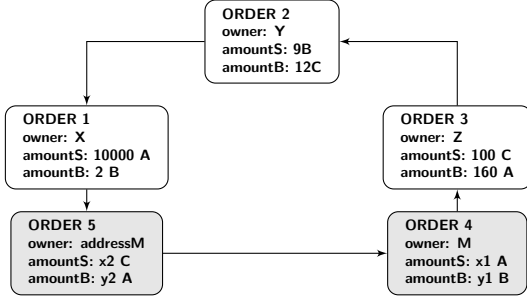 ORDER 2
owner: Y
amountS: 9B
amountB: 12C
ORDER 1
owner: X
amountS: 10000 A
amountB: 2 B
ORDER 3
owner: Z
amountS: 100 C
amountB: 160 A
ORDER 5
owner: addressM
amountS: x2 C
amountB: y2 A
ORDER 4
owner: M
amountS: x1 A
amountB: y1 B